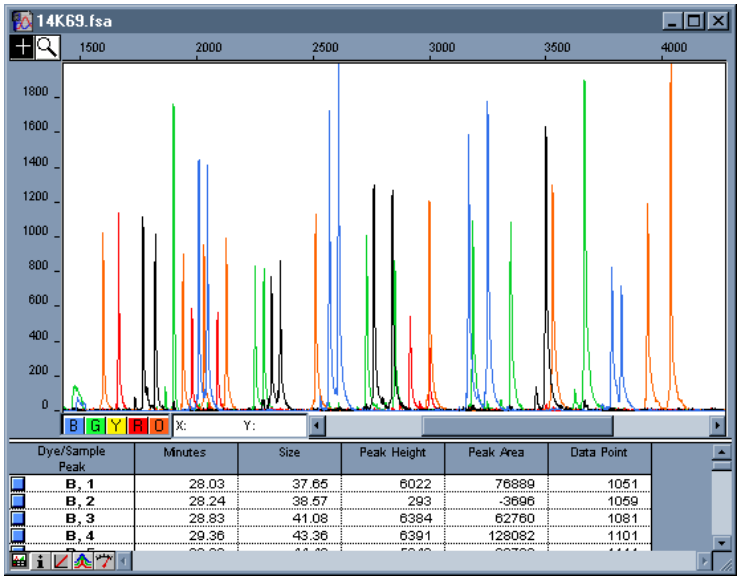 14K69.fsa
1500 2000 2500 3000 3500 4000
1800
1600
1400
1200
1000
800
600
400
200
0
B G Y R O X: Y:
Dye/Sample Peak Minutes Size Peak Height Peak Area Data Point
B, 1 28.03 37.65 6022 76889 1051
B, 2 28.24 38.57 293 -3696 1059
B, 3 28.83 41.08 6384 62760 1081
B, 4 29.36 43.36 6391 128082 1101